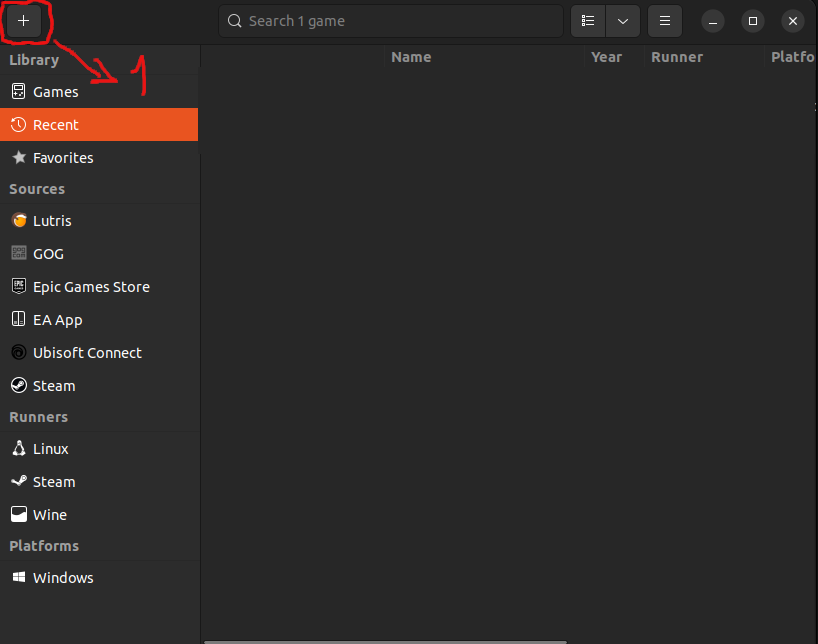 + Search 1 game
Library 1
Name Year Runner Platfo
Games
Recent
Favorites
Sources
Lutris
GOG
Epic Games Store
EA App
Ubisoft Connect
Steam
Runners
Linux
Steam
Wine
Platforms
Windows